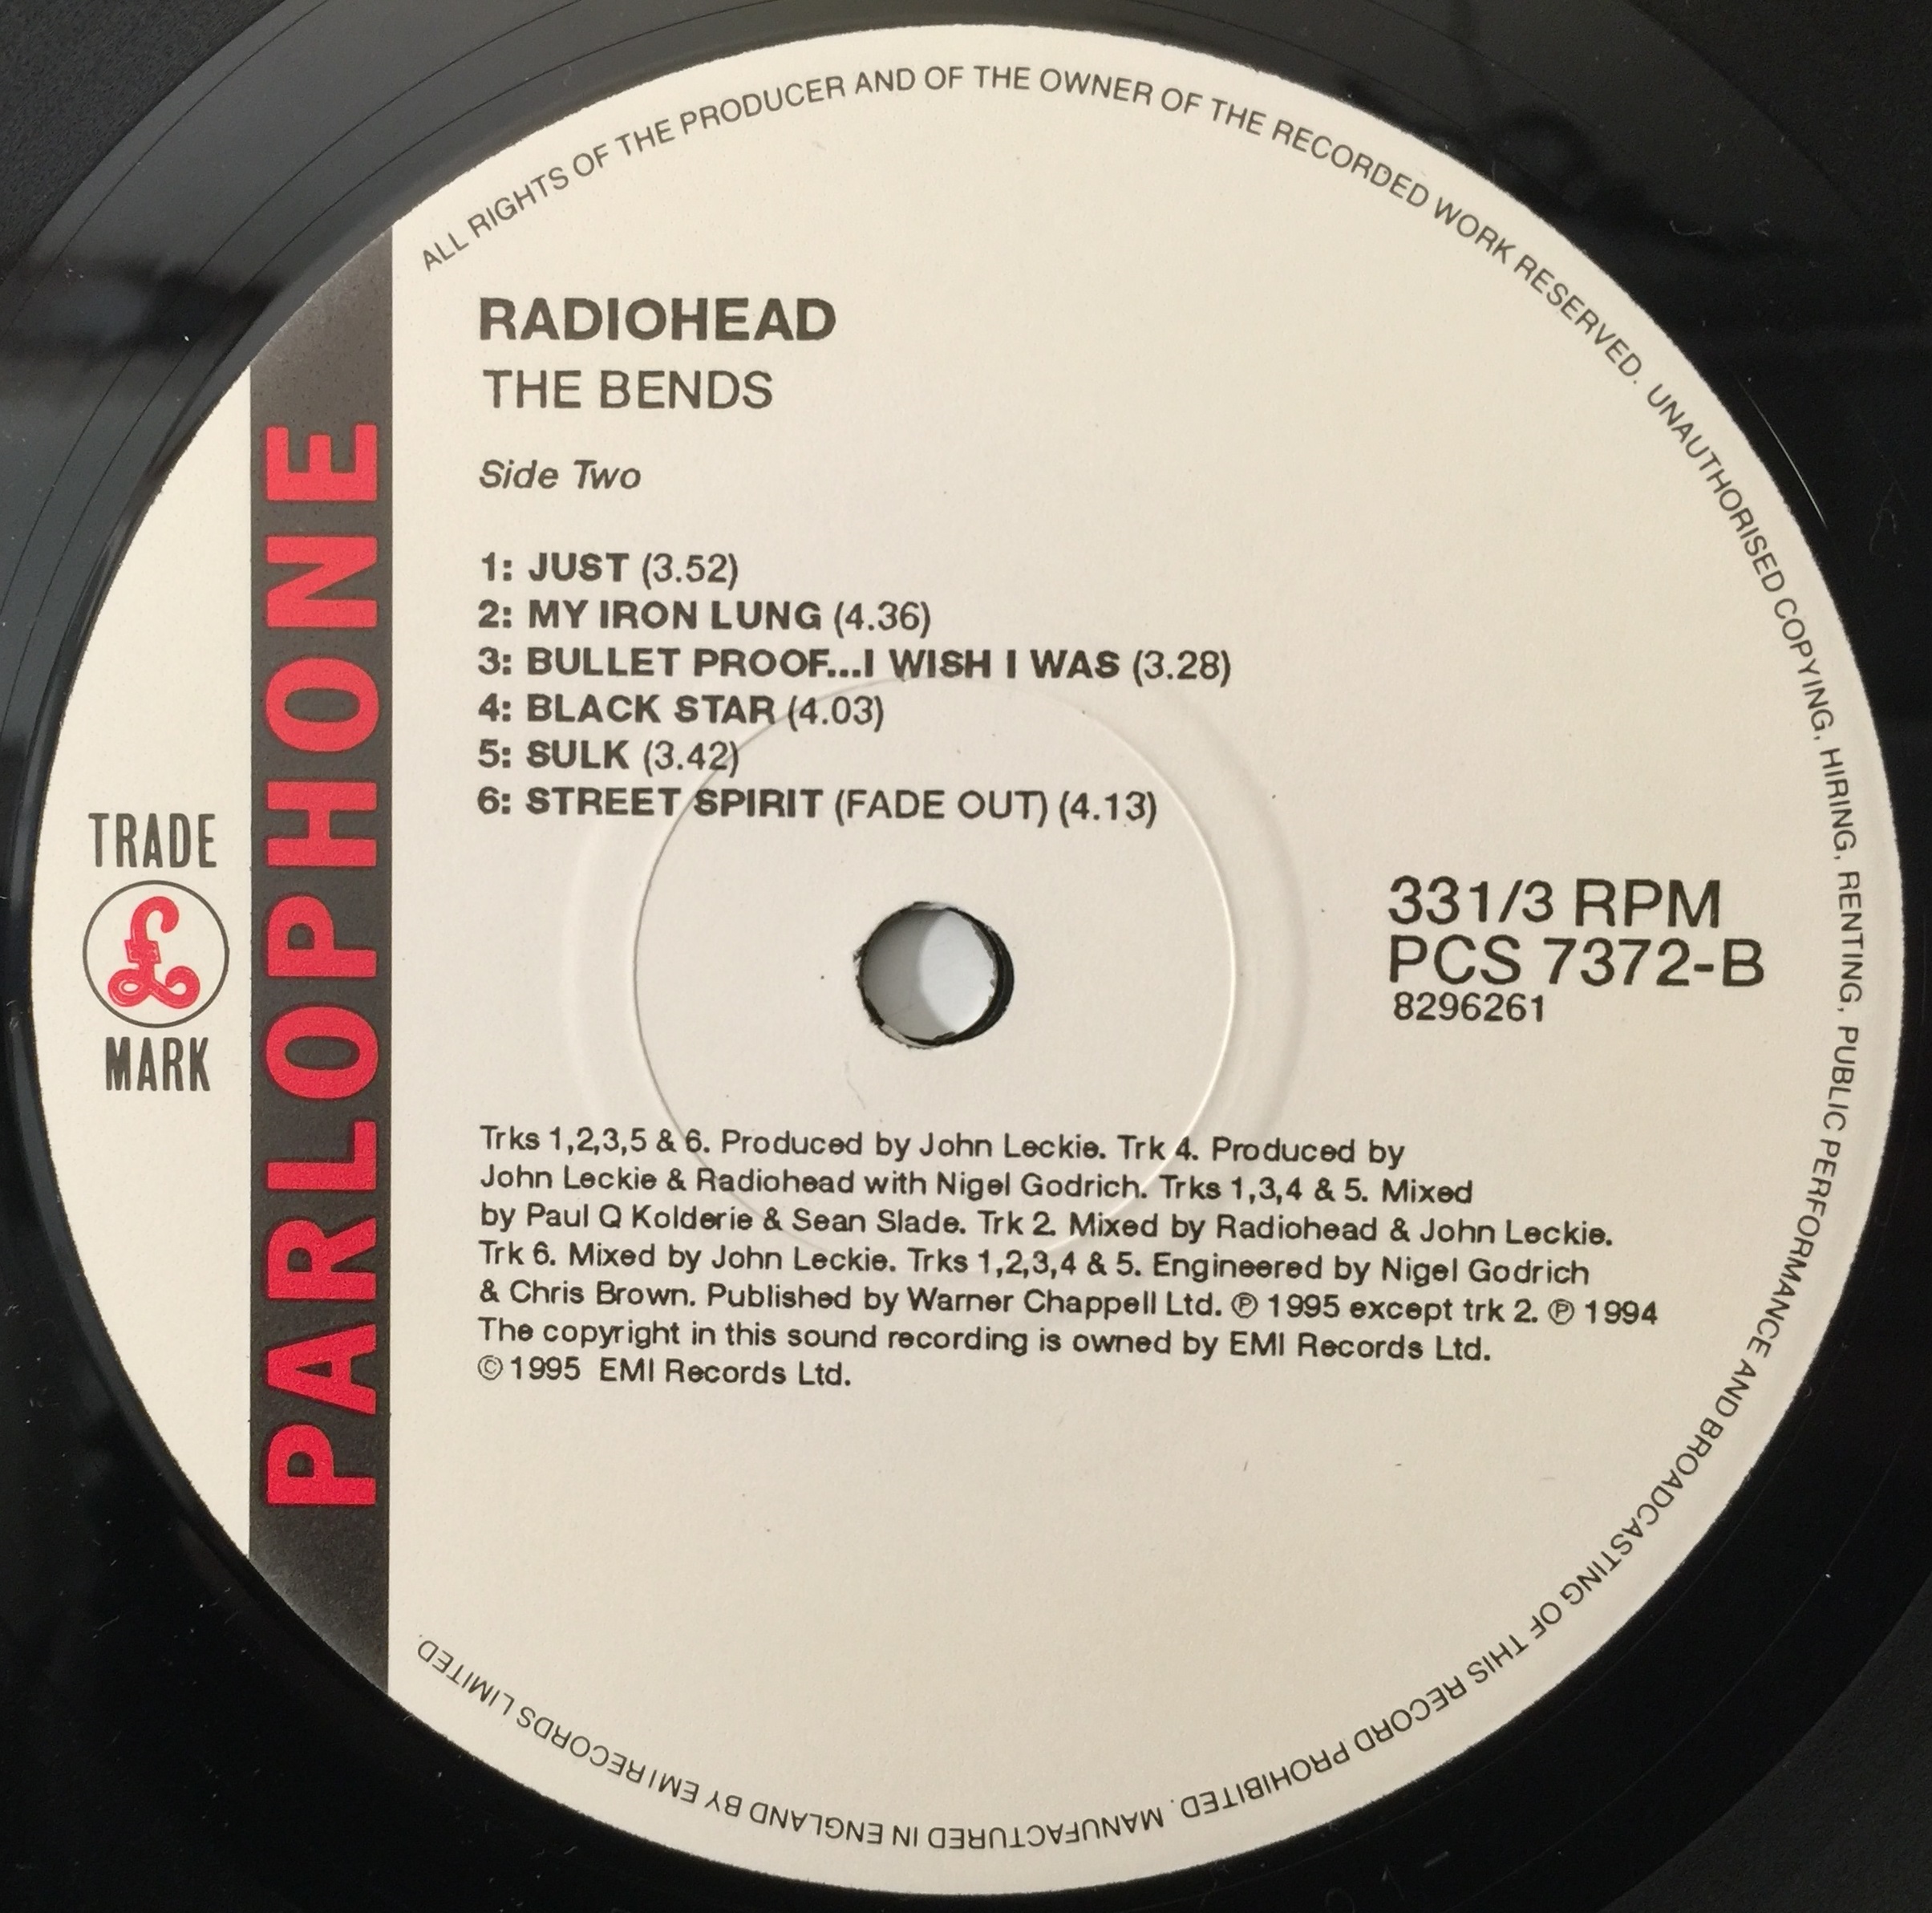 ALL RIGHTS OF THE PRODUCER AND OF THE OWNER OF THE RECORDED WORK RESERVED. UNAUTHORISED COPYING, HIRING, RENTING, PUBLIC PERFORMANCE AND BROADCASTING OF THIS RECORD PROHIBITED. MANUFACTURED IN ENGLAND BY EMI RECORDS LIMITED.
RADIOHEAD
THE BENDS
Side Two
1: JUST (3.52)
2: MY IRON LUNG (4.36)
3: BULLET PROOF...I WISH I WAS (3.28)
4: BLACK STAR (4.03)
5: SULK (3.42)
6: STREET SPIRIT (FADE OUT) (4.13)
TRADE
£
MARK
PARLOPHONE
331/3 RPM
PCS 7372-B
8296261
Trks 1,2,3,5 & 6. Produced by John Leckie. Trk 4. Produced by
John Leckie & Radiohead with Nigel Godrich. Trks 1,3,4 & 5. Mixed
by Paul Q Kolderie & Sean Slade. Trk 2. Mixed by Radiohead & John Leckie.
Trk 6. Mixed by John Leckie. Trks 1,2,3,4 & 5. Engineered by Nigel Godrich
& Chris Brown. Published by Warner Chappell Ltd. ℗ 1995 except trk 2. ℗ 1994
The copyright in this sound recording is owned by EMI Records Ltd.
© 1995 EMI Records Ltd.